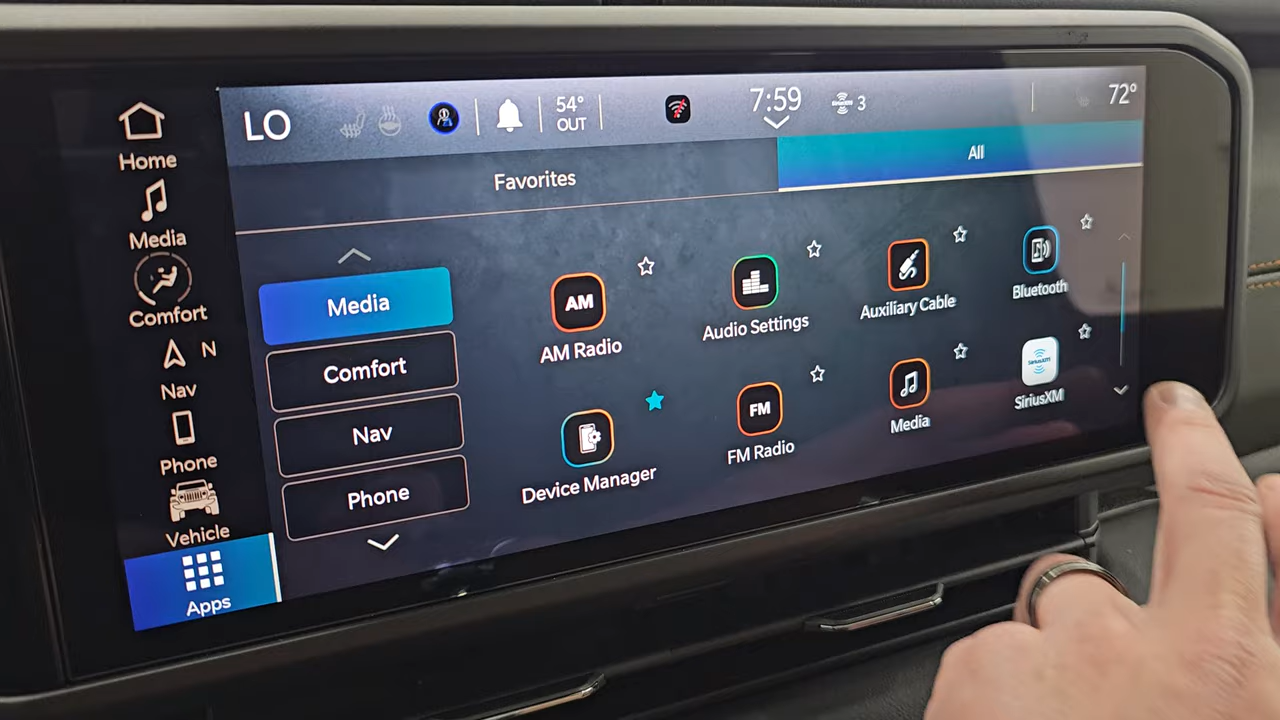 LO
54°
OUT
7:59
SiriusXM 3
72°
Home
Media
Comfort
N
Nav
Phone
Vehicle
Apps
Favorites
All
Media
Comfort
Nav
Phone
AM
AM Radio
Audio Settings
Auxiliary Cable
Bluetooth
Device Manager
FM
FM Radio
Media
SiriusXM
SiriusXM